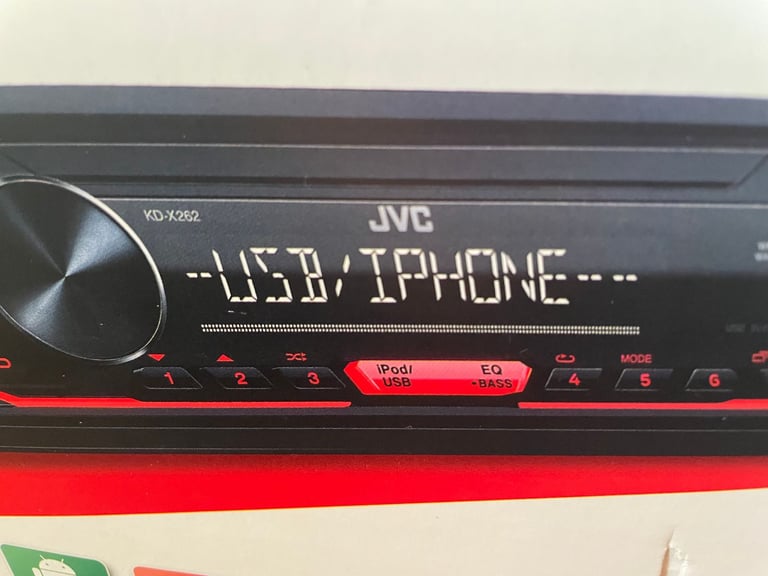 KD-X262
JVC
--USB/IPHONE---
iPod/ EQ MODE
1 2 3 USB -BASS 4 5 6